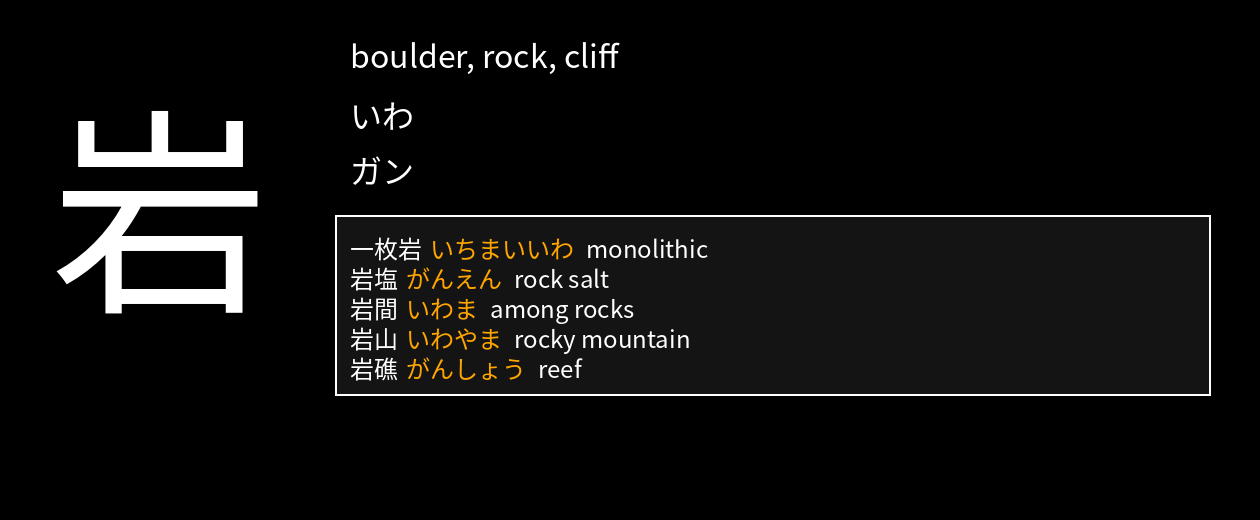 岩
boulder, rock, cliff
いわ
ガン
一枚岩 いちまいいわ monolithic
岩塩 がんえん rock salt
岩間 いわま among rocks
岩山 いわやま rocky mountain
岩礁 がんしょう reef